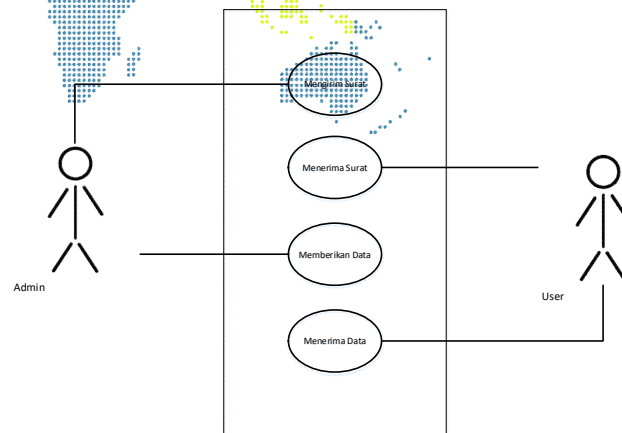 Mengirim Surat
Menerima Surat
Memberikan Data
Admin
User
Menerima Data